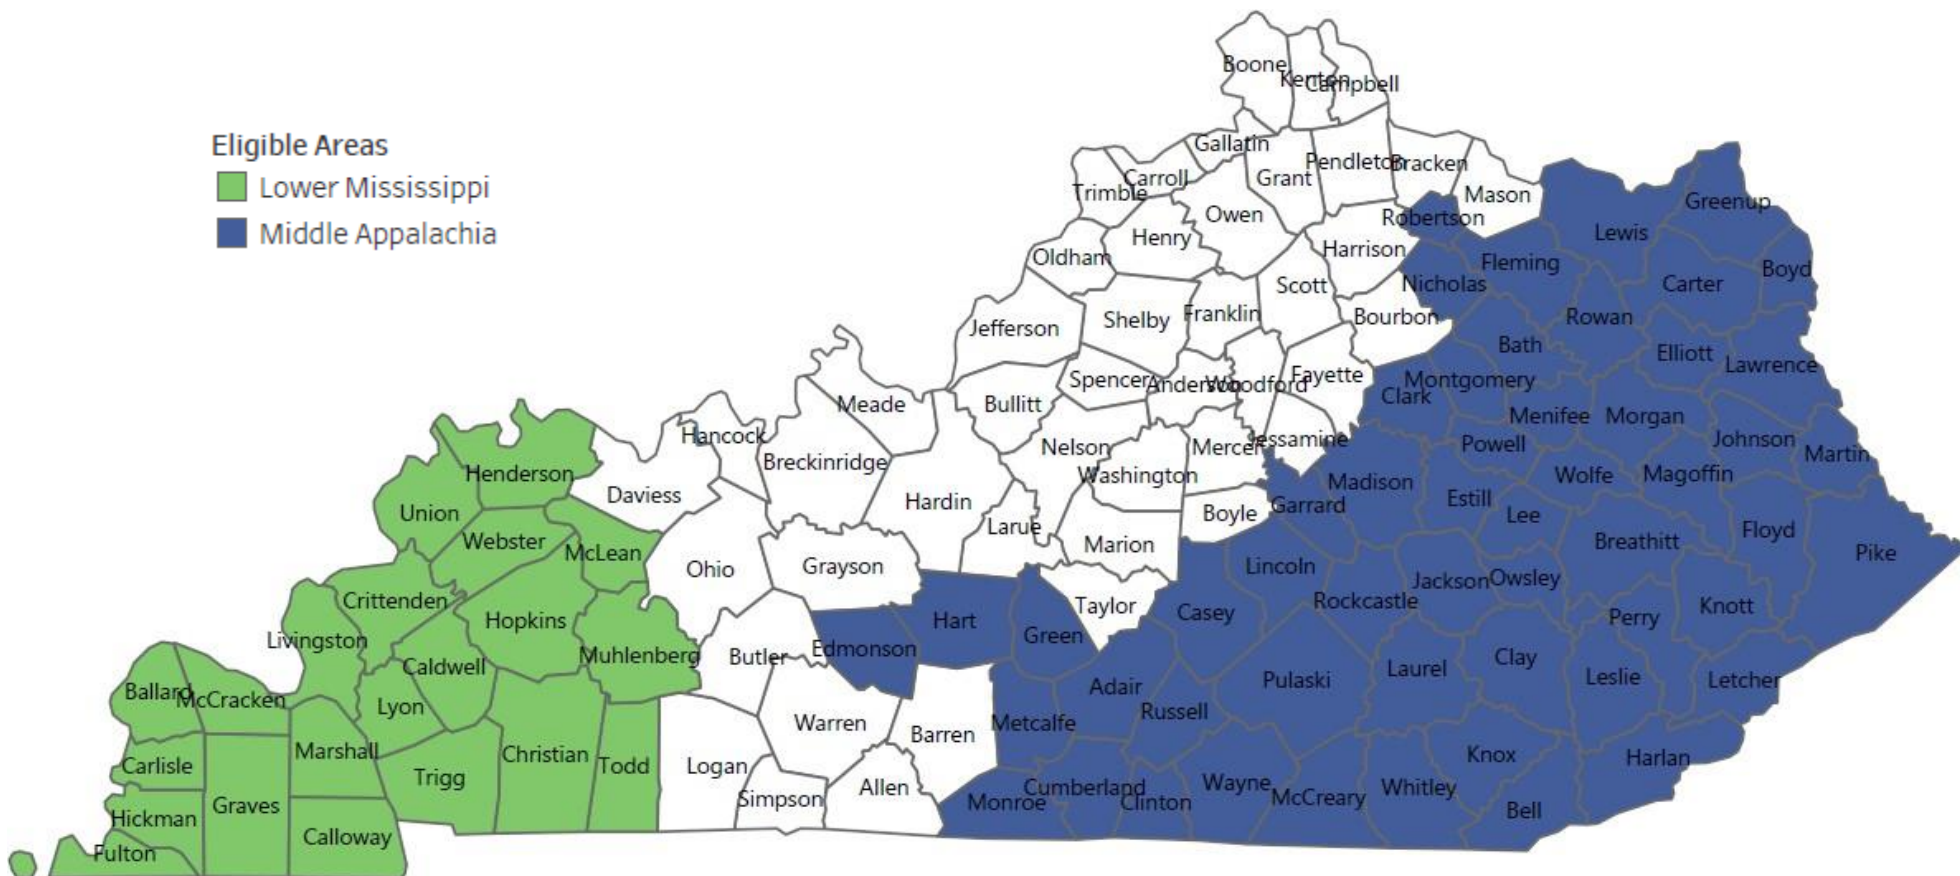 Eligible Areas
Lower Mississippi
Middle Appalachia
Boone
Kenton
Campbell
Gallatin
Carroll
Trimble
Grant
Pendleton
Bracken
Mason
Owen
Robertson
Greenup
Lewis
Henry
Oldham
Harrison
Fleming
Boyd
Nicholas
Carter
Scott
Jefferson
Shelby
Franklin
Bourbon
Rowan
Bath
Elliott
Lawrence
Spencer
Anderson
Woodford
Fayette
Montgomery
Clark
Meade
Bullitt
Menifee
Morgan
Hancock
Nelson
Mercer
Jessamine
Powell
Johnson
Martin
Breckinridge
Washington
Henderson
Daviess
Hardin
Madison
Wolfe
Magoffin
Union
Larue
Boyle
Garrard
Estill
Lee
Floyd
Webster
McLean
Marion
Breathitt
Pike
Ohio
Grayson
Lincoln
Jackson
Owsley
Crittenden
Taylor
Casey
Rockcastle
Perry
Knott
Livingston
Hopkins
Hart
Green
Caldwell
Muhlenberg
Butler
Edmonson
Clay
Laurel
Leslie
Letcher
Ballard
McCracken
Lyon
Adair
Pulaski
Russell
Warren
Barren
Metcalfe
Marshall
Christian
Carlisle
Trigg
Todd
Logan
Knox
Harlan
Graves
Simpson
Allen
Monroe
Cumberland
Clinton
Wayne
McCreary
Whitley
Bell
Hickman
Calloway
Fulton